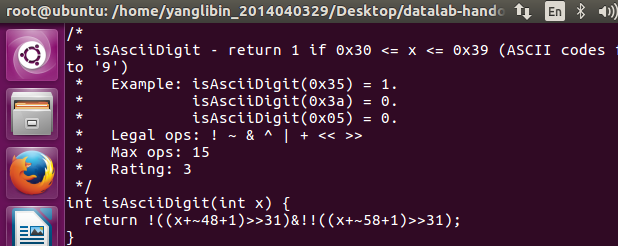 root@ubuntu: /home/yanglibin_2014040329/Desktop/datalab-hando
En
/*
 * isAsciiDigit - return 1 if 0x30 <= x <= 0x39 (ASCII codes
to '9')
 *   Example: isAsciiDigit(0x35) = 1.
 *            isAsciiDigit(0x3a) = 0.
 *            isAsciiDigit(0x05) = 0.
 *   Legal ops: ! ~ & ^ | + << >>
 *   Max ops: 15
 *   Rating: 3
 */
int isAsciiDigit(int x) {
  return !((x+~48+1)>>31)&!!((x+~58+1)>>31);
}